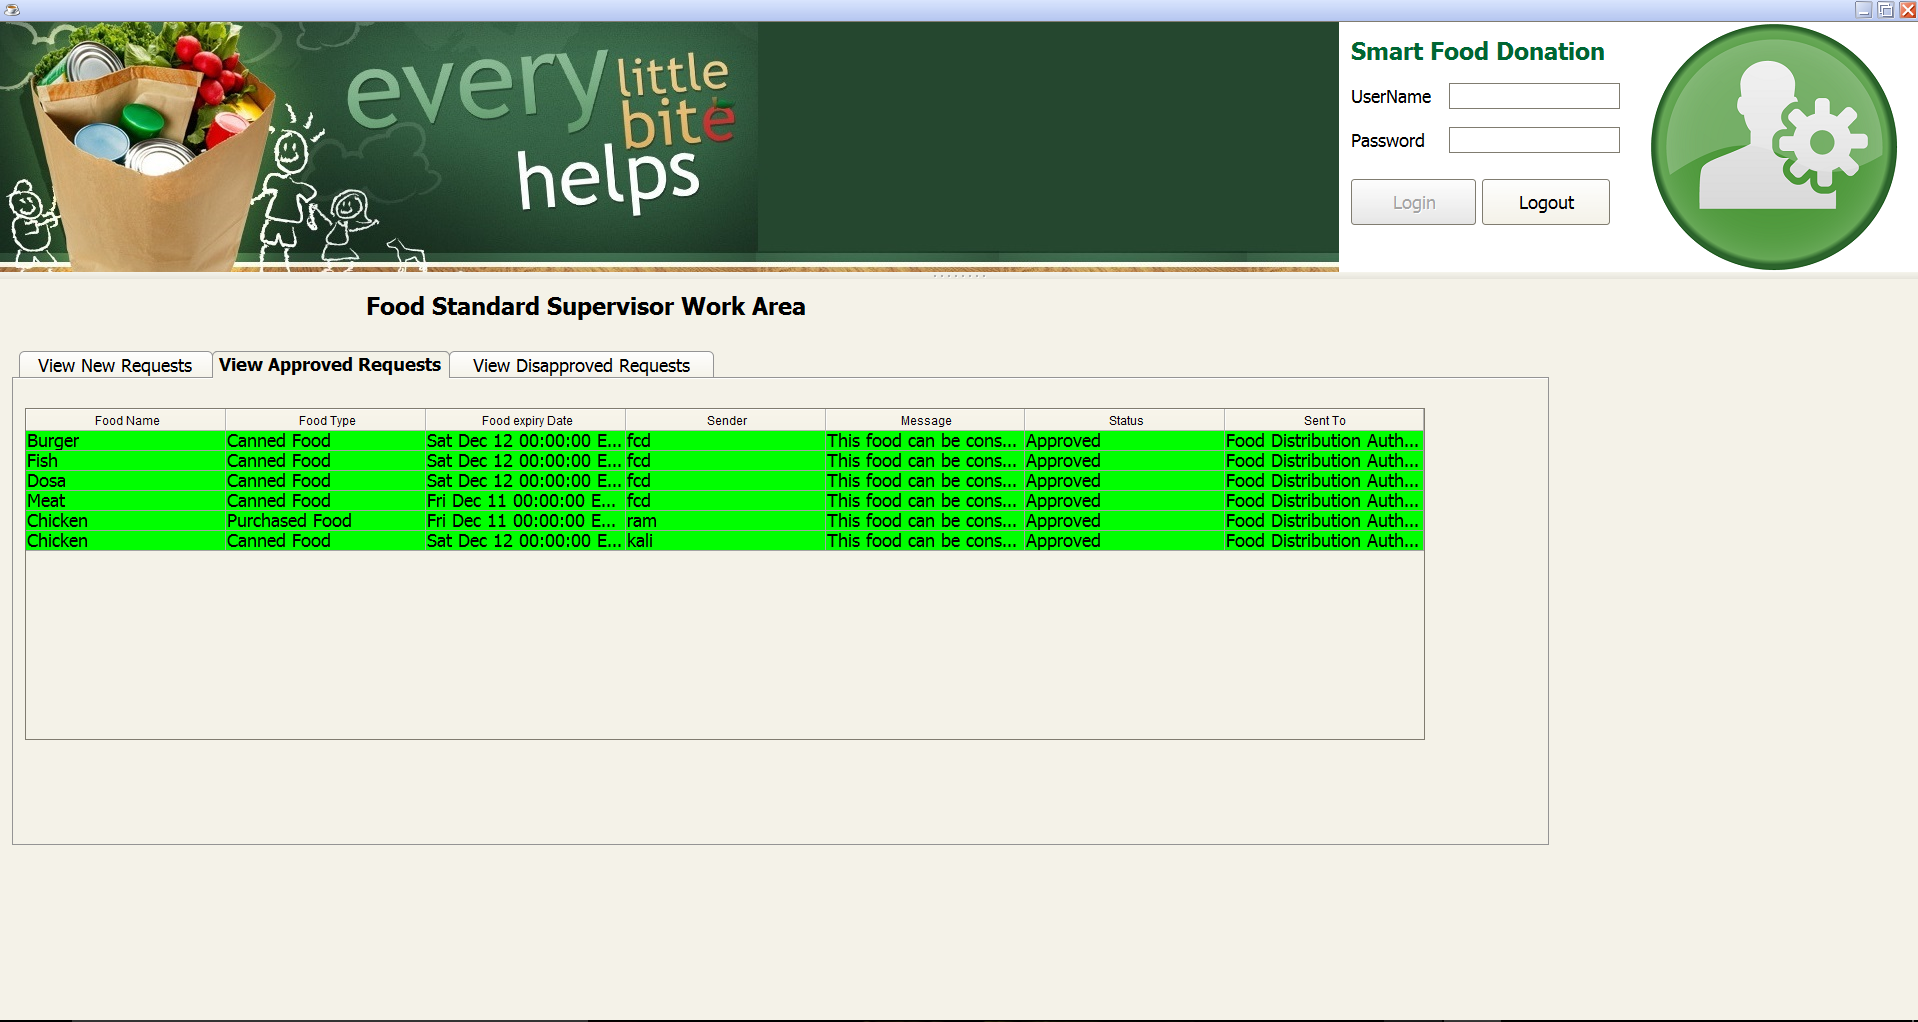 every little
bite
helps
Smart Food Donation
UserName
Password
Login Logout
Food Standard Supervisor Work Area
View New Requests View Approved Requests View Disapproved Requests
Food Name Food Type Food expiry Date Sender Message Status Sent To
Burger Canned Food Sat Dec 12 00:00:00 E... fcd This food can be cons... Approved Food Distribution Auth...
Fish Canned Food Sat Dec 12 00:00:00 E... fcd This food can be cons... Approved Food Distribution Auth...
Dosa Canned Food Sat Dec 12 00:00:00 E... fcd This food can be cons... Approved Food Distribution Auth...
Meat Canned Food Fri Dec 11 00:00:00 E... fcd This food can be cons... Approved Food Distribution Auth...
Chicken Purchased Food Fri Dec 11 00:00:00 E... ram This food can be cons... Approved Food Distribution Auth...
Chicken Canned Food Sat Dec 12 00:00:00 E... kali This food can be cons... Approved Food Distribution Auth...